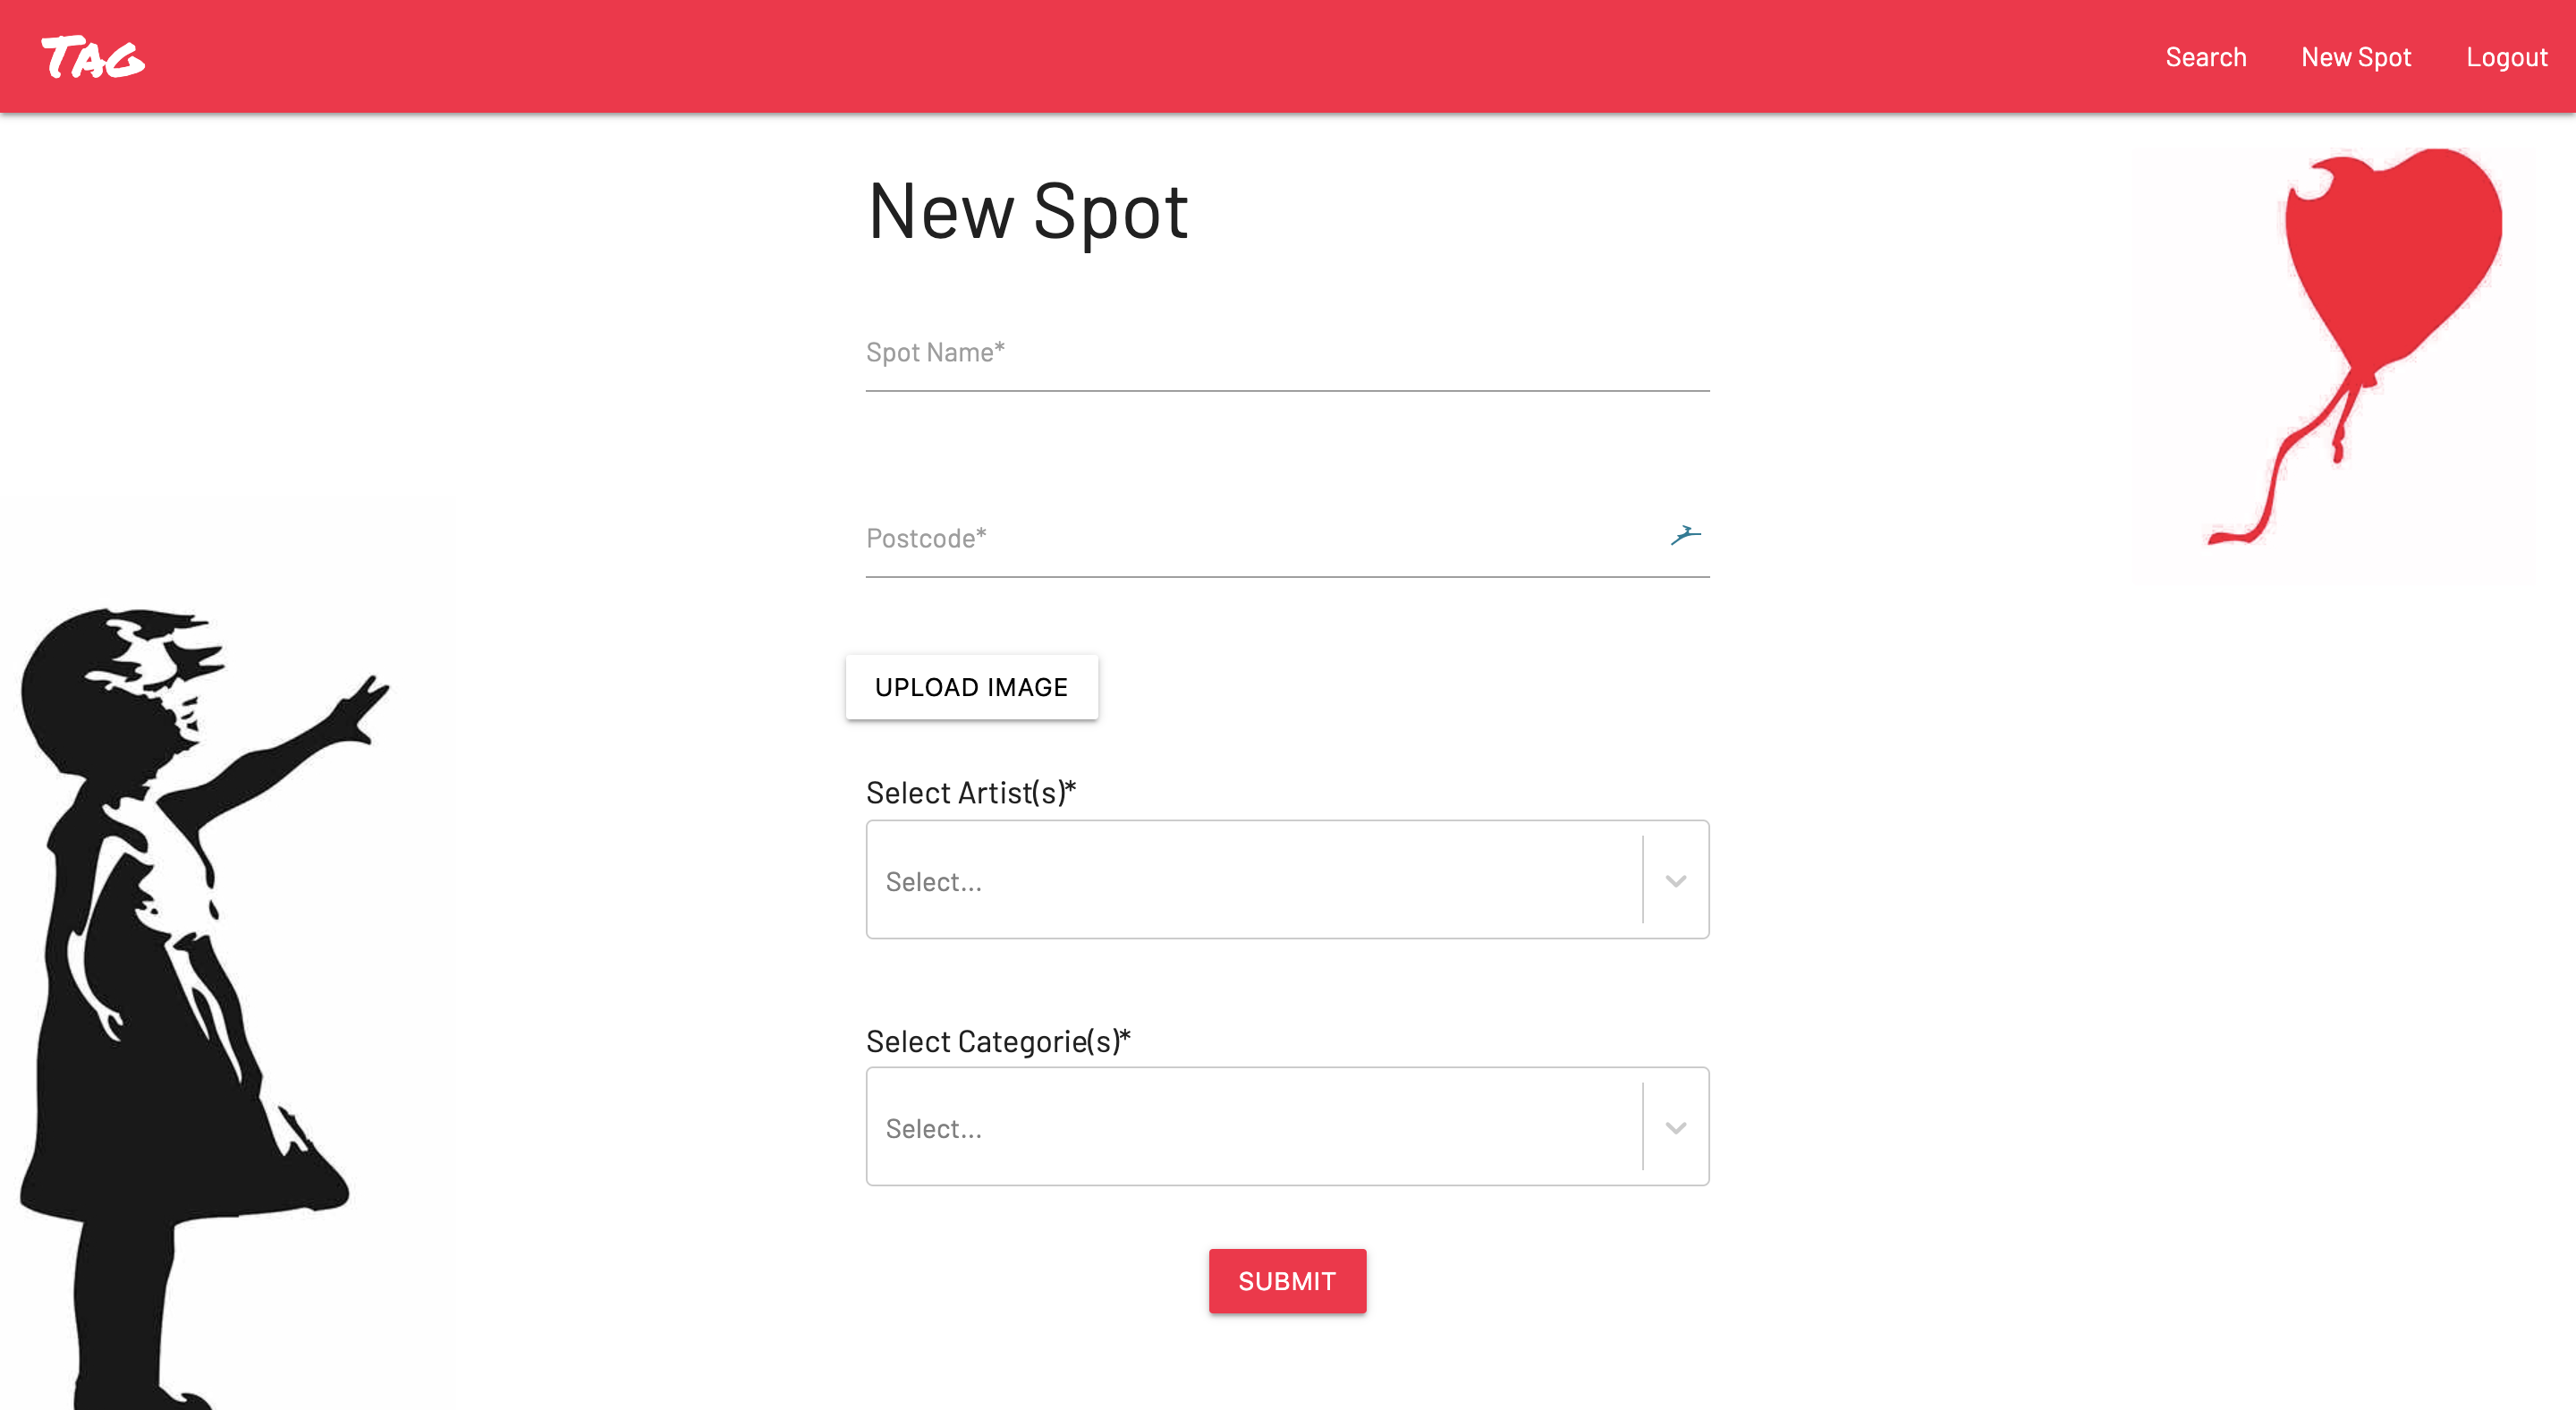 TAG
Search New Spot Logout
New Spot
Spot Name*
Postcode*
UPLOAD IMAGE
Select Artist(s)*
Select...
Select Categorie(s)*
Select...
SUBMIT